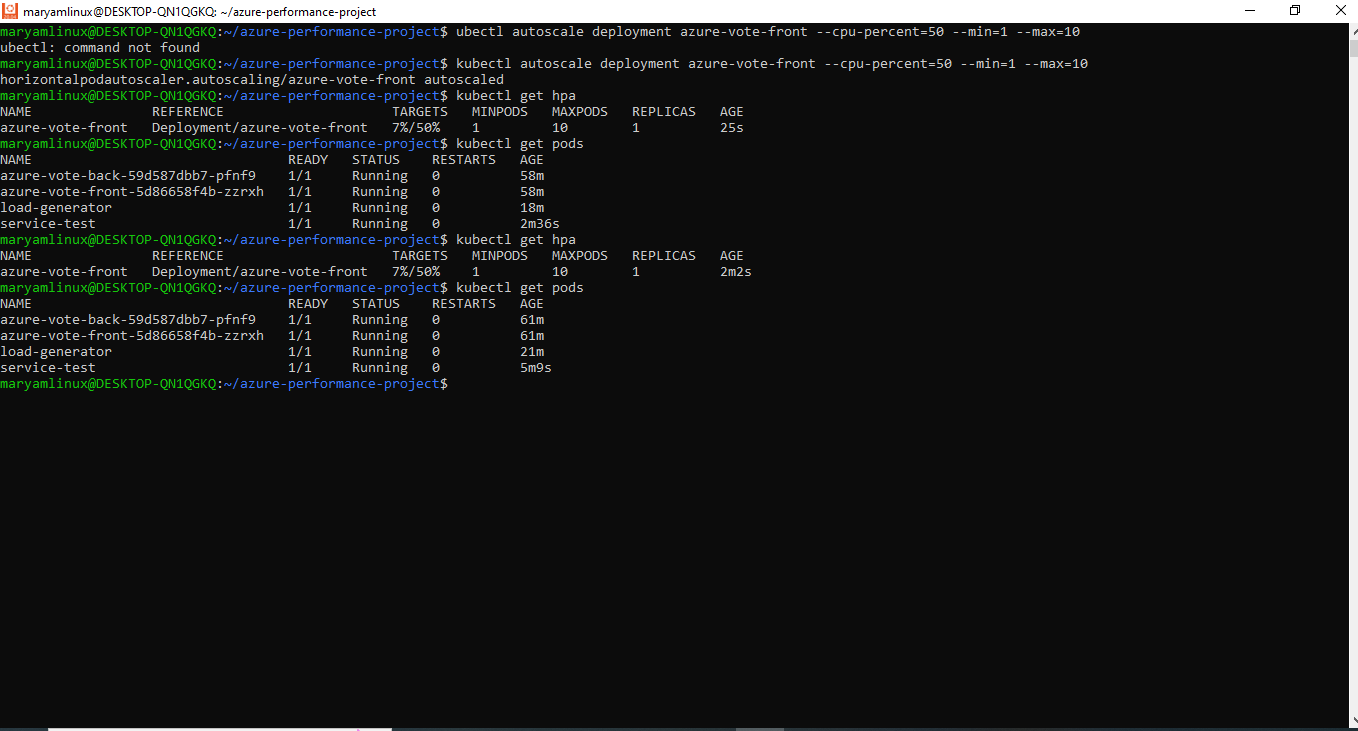 maryamlinux@DESKTOP-QN1QGKQ: ~/azure-performance-project
maryamlinux@DESKTOP-QN1QGKQ:~/azure-performance-project$ ubectl autoscale deployment azure-vote-front --cpu-percent=50 --min=1 --max=10
ubectl: command not found
maryamlinux@DESKTOP-QN1QGKQ:~/azure-performance-project$ kubectl autoscale deployment azure-vote-front --cpu-percent=50 --min=1 --max=10
horizontalpodautoscaler.autoscaling/azure-vote-front autoscaled
maryamlinux@DESKTOP-QN1QGKQ:~/azure-performance-project$ kubectl get hpa
NAME               REFERENCE                     TARGETS   MINPODS   MAXPODS   REPLICAS   AGE
azure-vote-front   Deployment/azure-vote-front   7%/50%    1         10        1          25s
maryamlinux@DESKTOP-QN1QGKQ:~/azure-performance-project$ kubectl get pods
NAME                                READY   STATUS    RESTARTS   AGE
azure-vote-back-59d587dbb7-pfnf9    1/1     Running   0          58m
azure-vote-front-5d86658f4b-zzrxh   1/1     Running   0          58m
load-generator                      1/1     Running   0          18m
service-test                        1/1     Running   0          2m36s
maryamlinux@DESKTOP-QN1QGKQ:~/azure-performance-project$ kubectl get hpa
NAME               REFERENCE                     TARGETS   MINPODS   MAXPODS   REPLICAS   AGE
azure-vote-front   Deployment/azure-vote-front   7%/50%    1         10        1          2m2s
maryamlinux@DESKTOP-QN1QGKQ:~/azure-performance-project$ kubectl get pods
NAME                                READY   STATUS    RESTARTS   AGE
azure-vote-back-59d587dbb7-pfnf9    1/1     Running   0          61m
azure-vote-front-5d86658f4b-zzrxh   1/1     Running   0          61m
load-generator                      1/1     Running   0          21m
service-test                        1/1     Running   0          5m9s
maryamlinux@DESKTOP-QN1QGKQ:~/azure-performance-project$